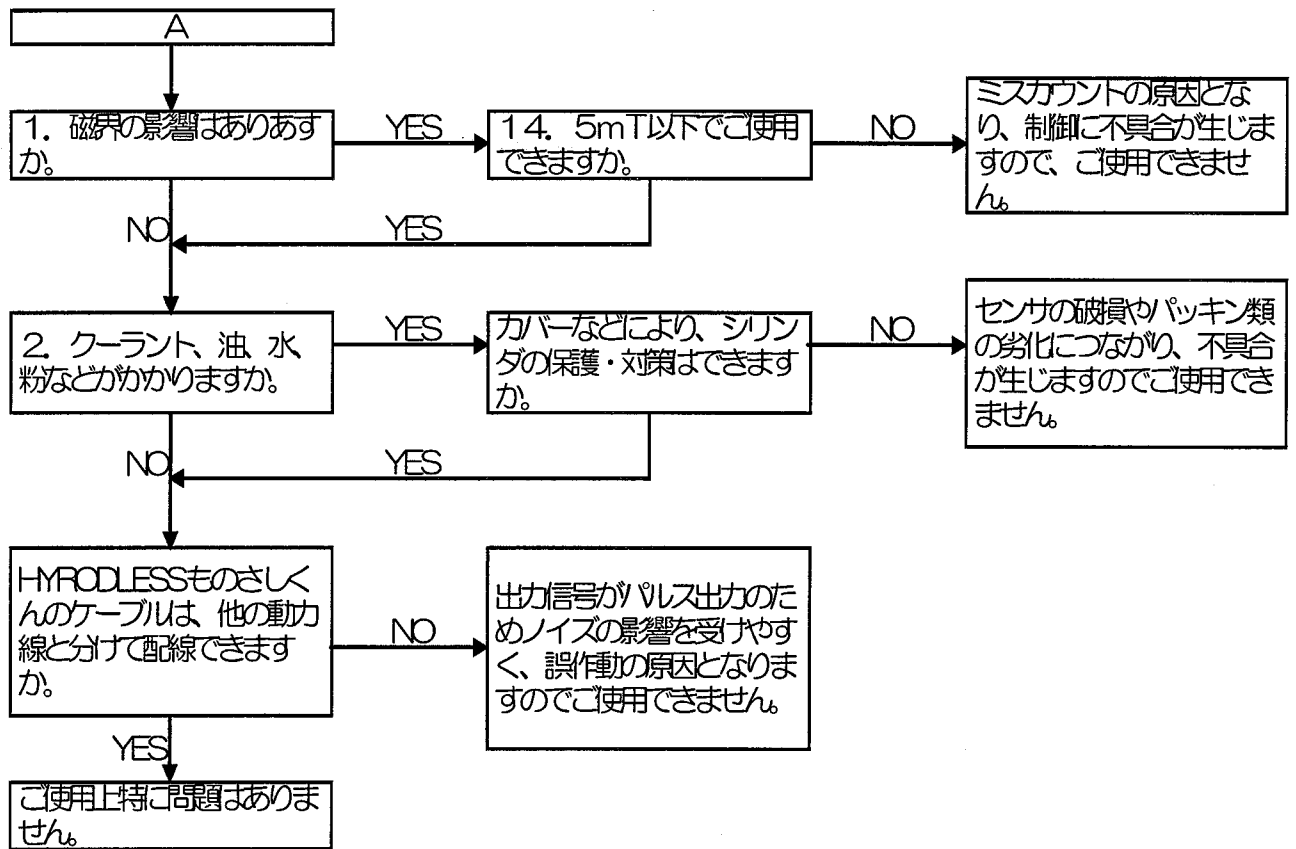 A
1. 磁界の影響はありあす
か。
YES
14. 5mT以下でご使用
できますか。
NO
ミスカウントの原因とな
り、制御に不具合が生じま
すので、ご使用できませ
ん。
NO
YES
2. クーラント、油、水、
粉などがかかりますか。
YES
カバーなどにより、シリン
ダの保護・対策はできます
か。
NO
センサの破損やパッキン類
の劣化につながり、不具合
が生じますのでご使用でき
ません。
NO
YES
HYRODLESSものさしく
んのケーブルは、他の動力
線と分けて配線できます
か。
NO
出力信号がパルス出力のた
めノイズの影響を受けやす
く、誤作動の原因となりま
すのでご使用できません。
YES
ご使用上特に問題はありま
せん。